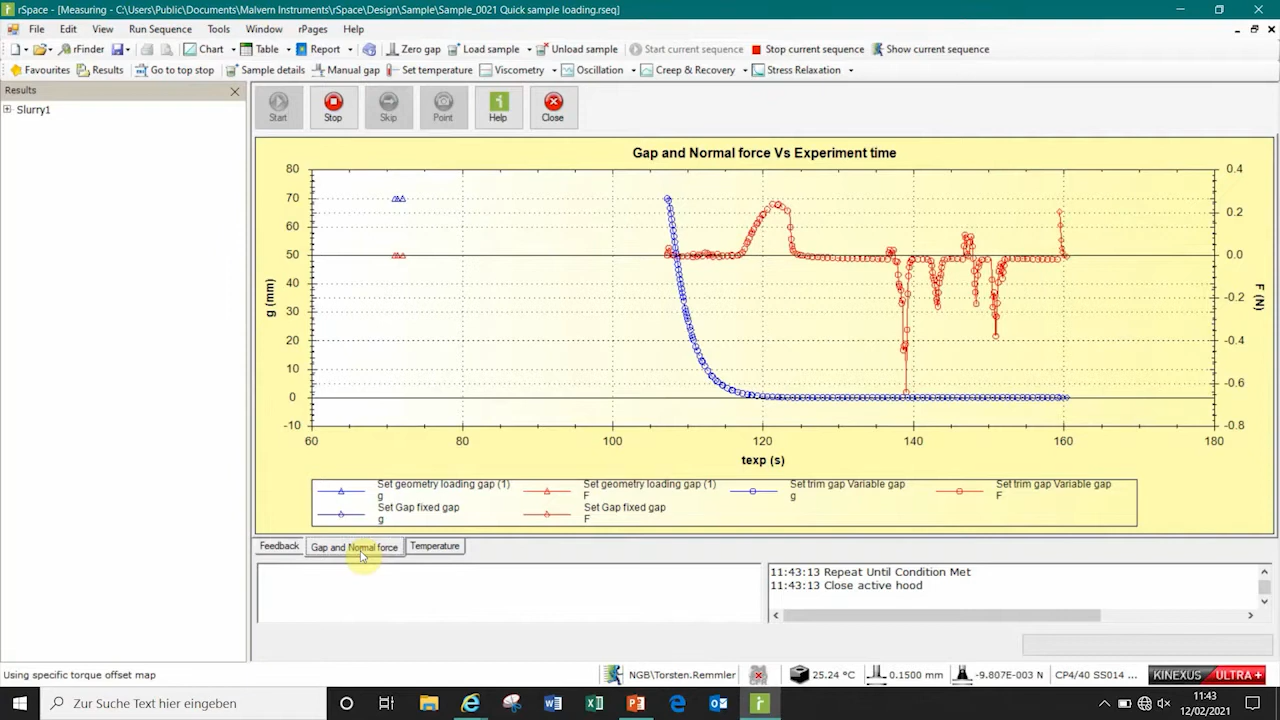 rSpace - [Measuring - C:\Users\Public\Documents\Malvern Instruments\rSpace\Design\Sample\Sample_0021 Quick sample loading.rseq]
File Edit View Run Sequence Tools Window rPages Help
rFinder Chart Table Report Zero gap Load sample Unload sample Start current sequence Stop current sequence Show current sequence
Favourites Results Go to top stop Sample details Manual gap Set temperature Viscometry Oscillation Creep & Recovery Stress Relaxation
Results
Slurry1
Start Stop Skip Point Help Close
Gap and Normal force Vs Experiment time
80 0.4
70
60 0.2
50 0.0
40
30 -0.2
20 -0.4
10
0 -0.6
-10 -0.8
g (mm)
F (N)
60 80 100 120 140 160 180
texp (s)
Set geometry loading gap (1) Set geometry loading gap (1) Set trim gap Variable gap Set trim gap Variable gap
g F g F
Set Gap fixed gap Set Gap fixed gap
g F
Feedback Gap and Normal force Temperature
11:43:13 Repeat Until Condition Met
11:43:13 Close active hood
Using specific torque offset map NGB\Torsten.Remmler 25.24 °C 0.1500 mm -9.807E-003 N CP4/40 SS014 ... KINEXUS ULTRA+
Zur Suche Text hier eingeben
11:43
12/02/2021